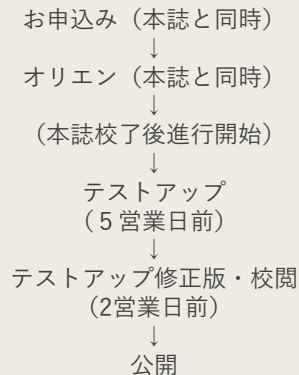 お申込み（本誌と同時）
↓
オリエン（本誌と同時）
↓
（本誌校了後進行開始）
↓
テストアップ
（５営業日前）
↓
テストアップ修正版・校閲
（2営業日前）
↓
公開